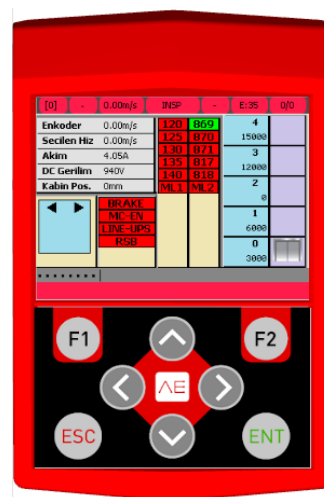 [0] - 0.00m/s INSP - E:35 0/0
Enkoder 0.00m/s
Secilen Hiz 0.00m/s
Akim 4.05A
DC Gerilim 940V
Kabin Pos. 0mm
120 869
125 870
130 871
135 817
140 818
ML1 ML2
4
15000
3
12000
2
0
1
6000
0
3000
BRAKE
MC-EN
LINE-UPS
RSB
F1
F2
ESC
ENT